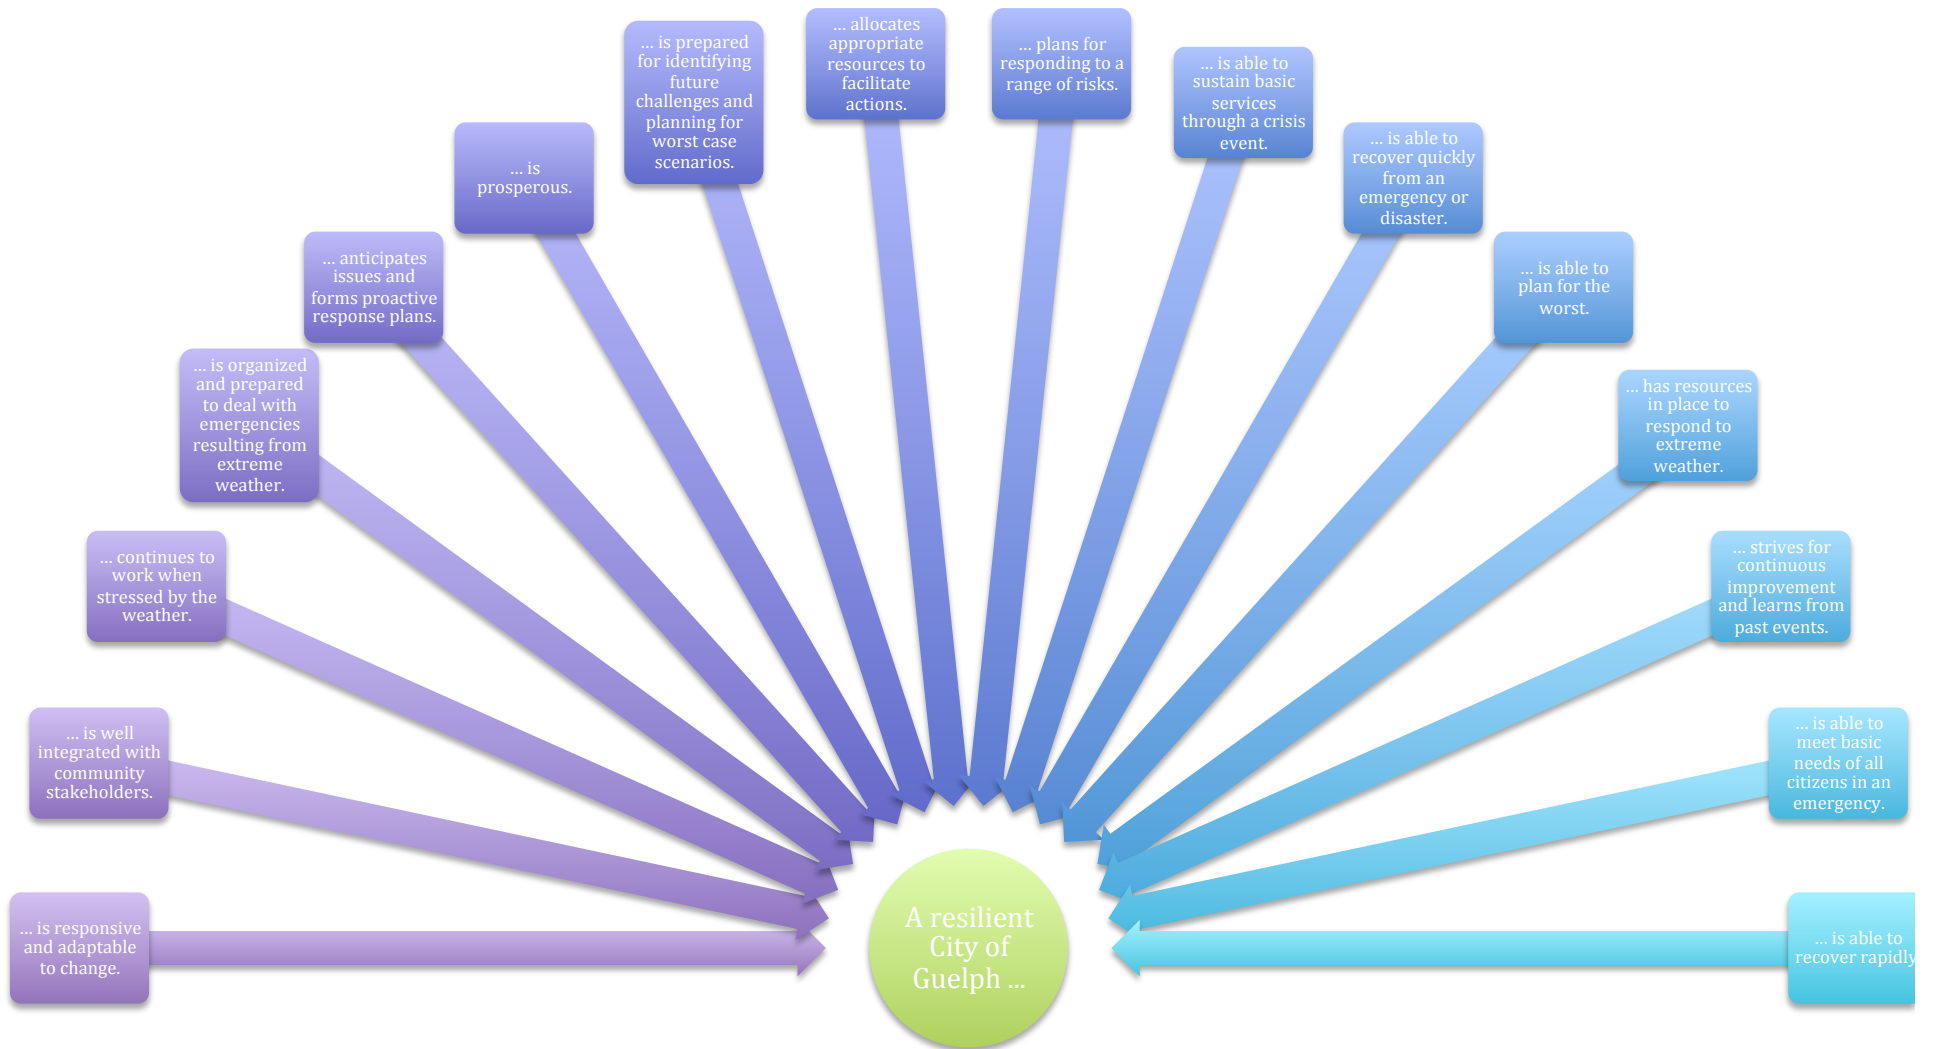 ... is responsive
and adaptable
to change.
... is well
integrated with
community
stakeholders.
... continues to
work when
stressed by the
weather.
... is organized
and prepared
to deal with
emergencies
resulting from
extreme
weather.
... anticipates
issues and
forms proactive
response plans.
... is
prosperous.
... is prepared
for identifying
future
challenges and
planning for
worst case
scenarios.
... allocates
appropriate
resources to
facilitate
actions.
... plans for
responding to a
range of risks.
... is able to
sustain basic
services
through a crisis
event.
... is able to
recover quickly
from an
emergency or
disaster.
... is able to
plan for the
worst.
... has resources
in place to
respond to
extreme
weather.
... strives for
continuous
improvement
and learns from
past events.
... is able to
meet basic
needs of all
citizens in an
emergency.
... is able to
recover rapidly
A resilient
City of
Guelph ...